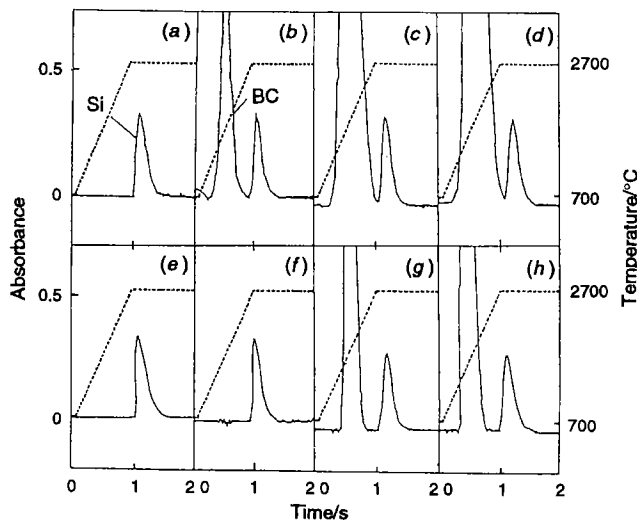 (a) (b) (c) (d)
0.5 2700
Si BC
0 700
(e) (f) (g) (h)
0.5 2700
0 700
0 1 2 0 1 2 0 1 2 0 1 2
Time/s
Absorbance
Temperature/°C